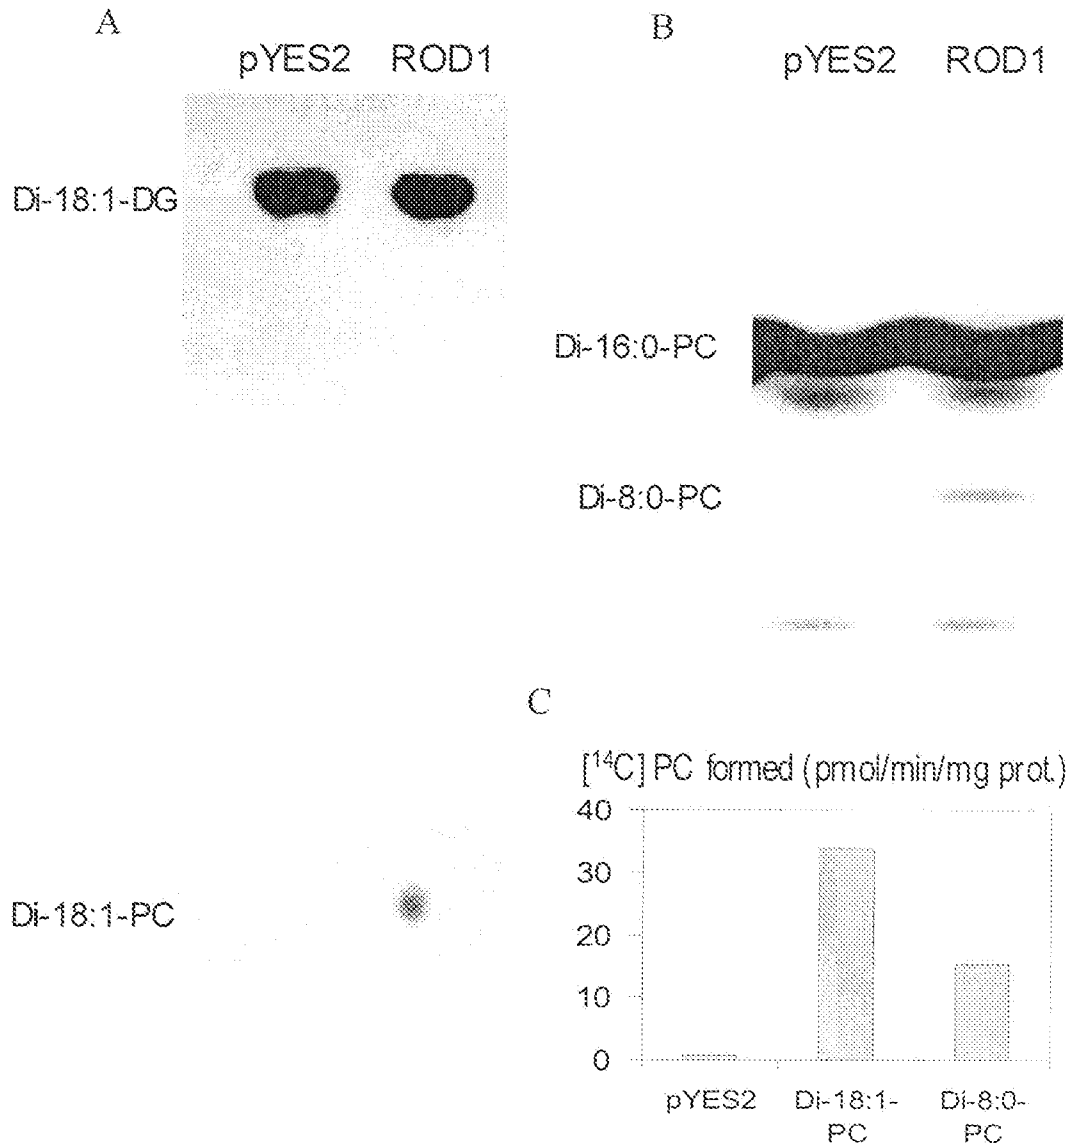 A
pYES2 ROD1
Di-18:1-DG
Di-18:1-PC
B
pYES2 ROD1
Di-16:0-PC
Di-8:0-PC
C
[¹⁴C] PC formed (pmol/min/mg prot.)
40
30
20
10
0
pYES2 Di-18:1- Di-8:0-
PC PC